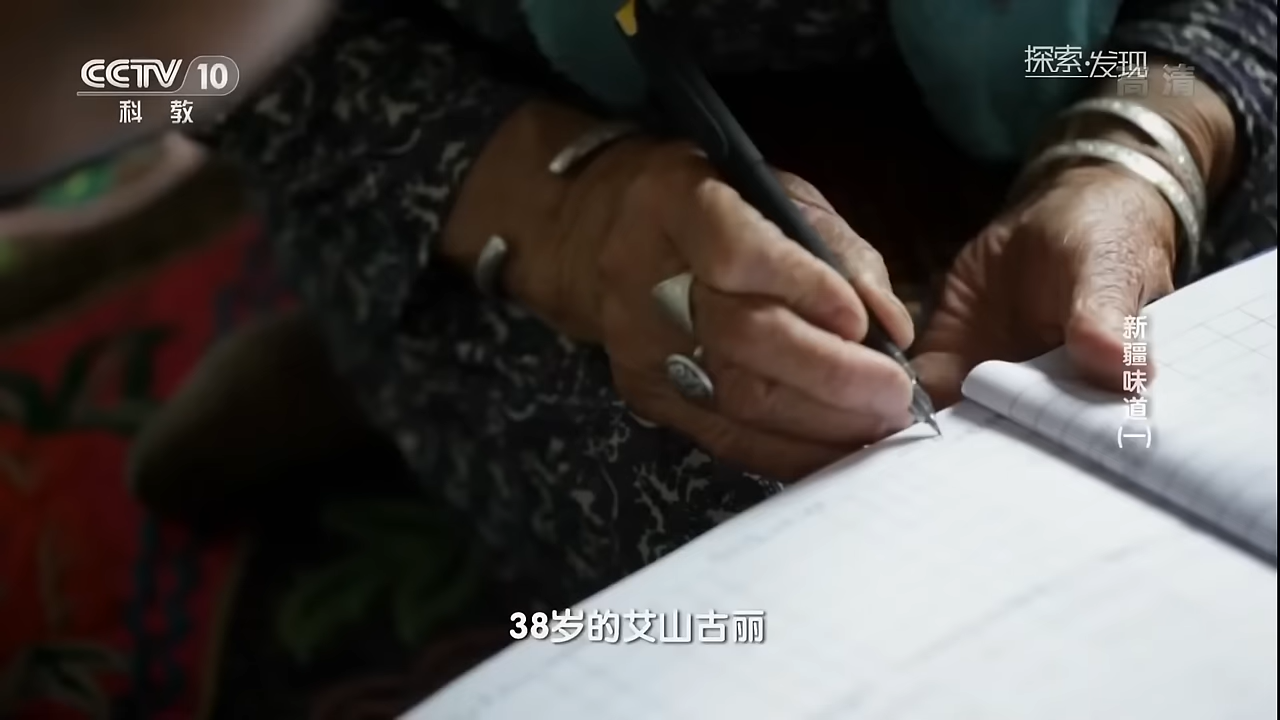 CCTV 10
科教
探索·发现
高清
新疆味道(一)
38岁的艾山古丽